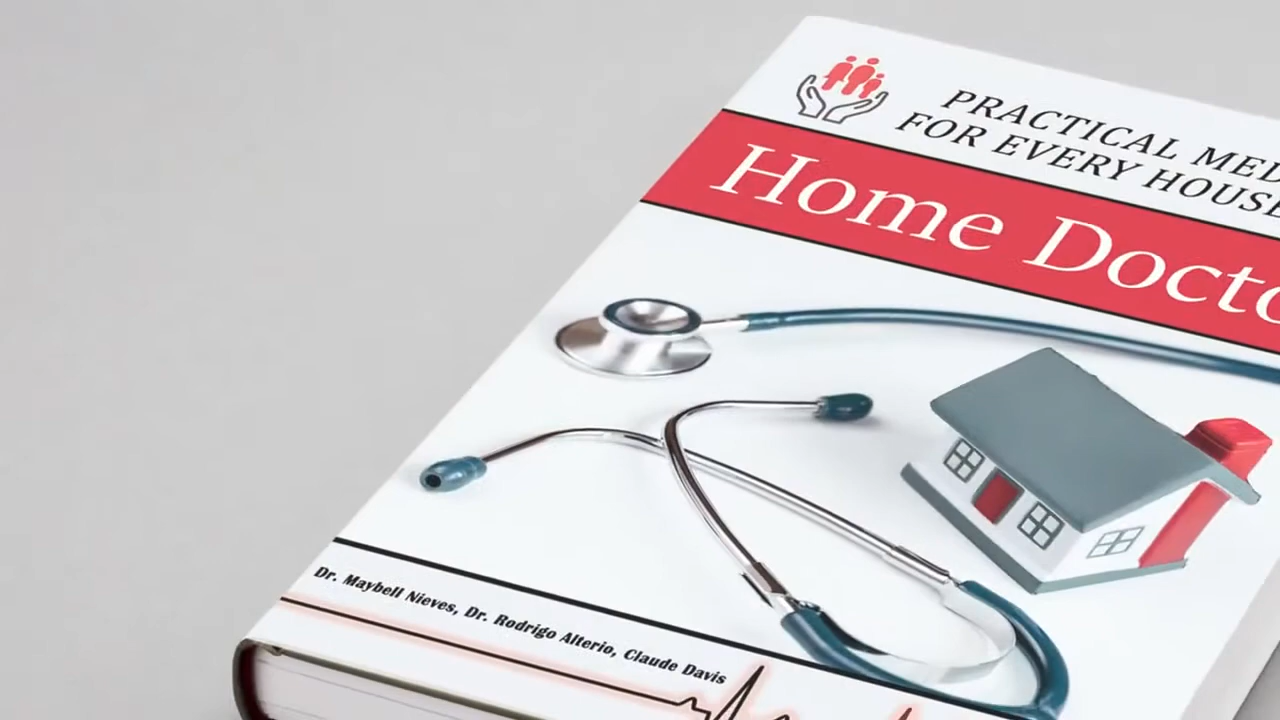 PRACTICAL MED
FOR EVERY HOUSE
Home Docto
Dr. Maybell Nieves, Dr. Rodrigo Alterio, Claude Davis